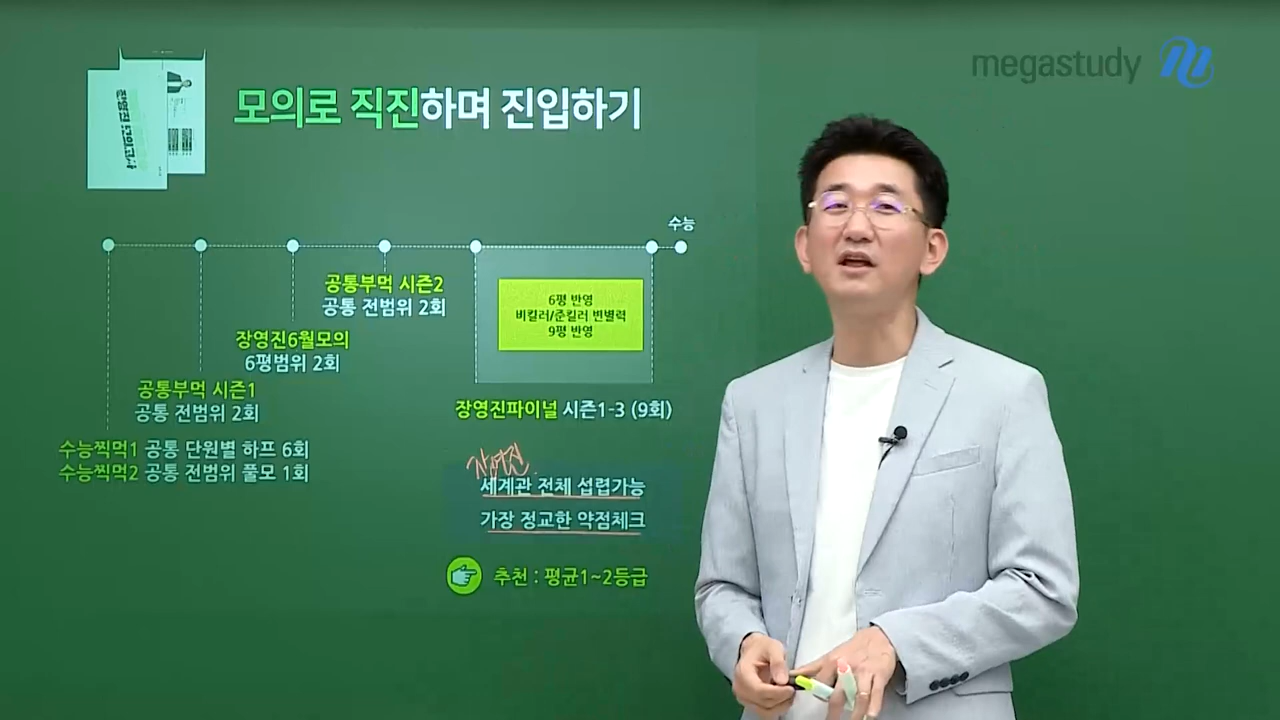 megastudy
장영진 모의고사
모의로 직진하며 진입하기
수능
공통부먹 시즌2
공통 전범위 2회
6평 반영
비킬러/준킬러 변별력
9평 반영
장영진6월모의
6평범위 2회
공통부먹 시즌1
공통 전범위 2회
장영진파이널 시즌1-3 (9회)
수능찍먹1 공통 단원별 하프 6회
수능찍먹2 공통 전범위 풀모 1회
장영진
세계관 전체 섭렵가능
가장 정교한 약점체크
추천 : 평균1~2등급